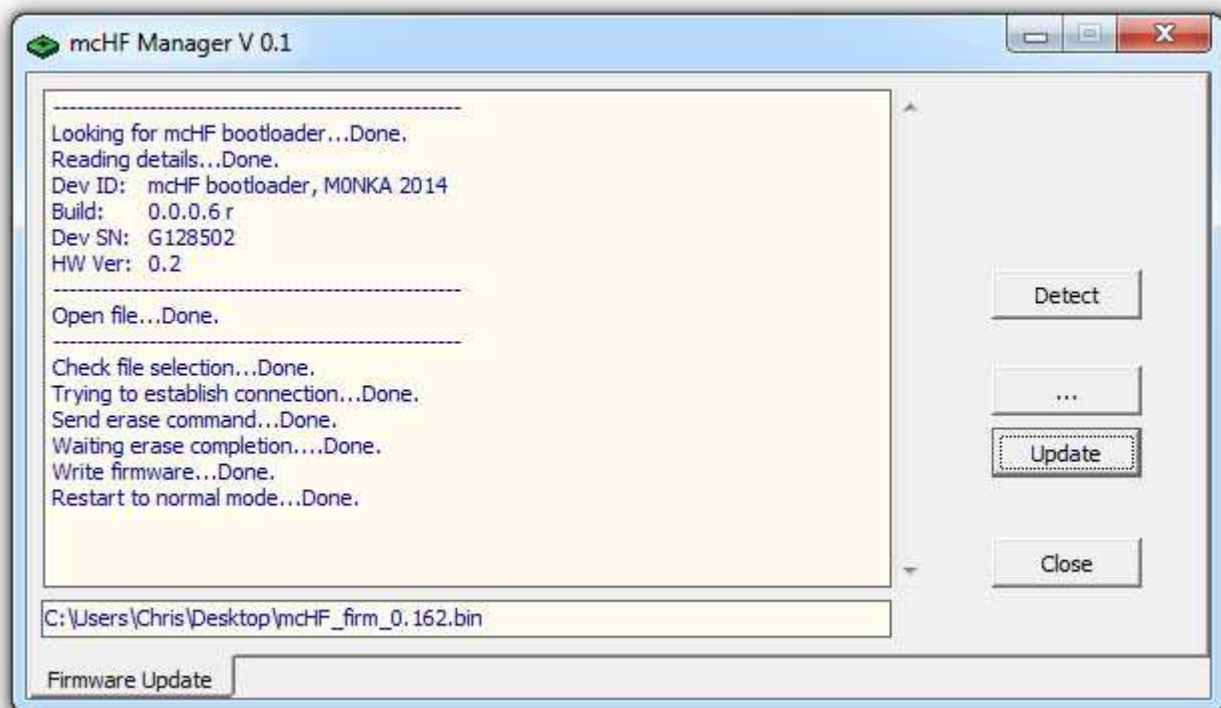 mcHF Manager V 0.1
---------------------------------------------------
Looking for mcHF bootloader...Done.
Reading details...Done.
Dev ID: mcHF bootloader, M0NKA 2014
Build: 0.0.0.6 r
Dev SN: G128502
HW Ver: 0.2
---------------------------------------------------
Open file...Done.
---------------------------------------------------
Check file selection...Done.
Trying to establish connection...Done.
Send erase command...Done.
Waiting erase completion....Done.
Write firmware...Done.
Restart to normal mode...Done.
C:\Users\Chris\Desktop\mcHF_firm_0.162.bin
Detect
...
Update
Close
Firmware Update